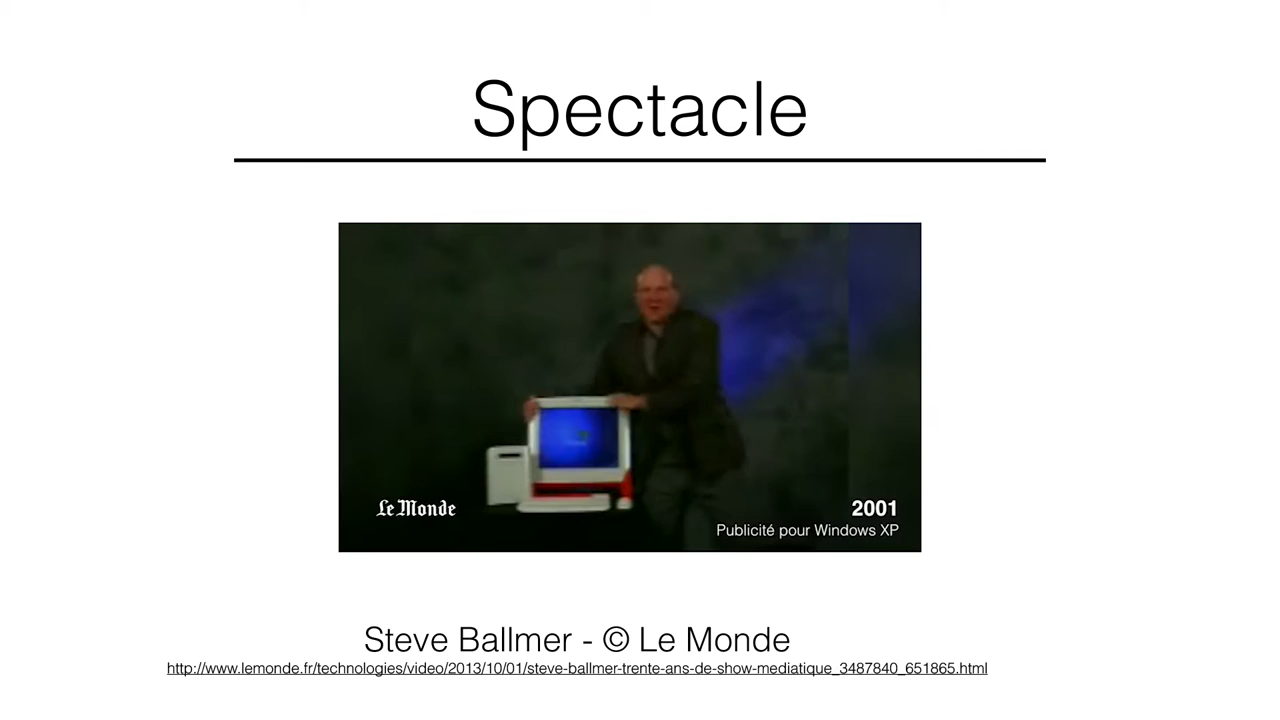 Spectacle
Le Monde
2001
Publicité pour Windows XP
Steve Ballmer - © Le Monde
http://www.lemonde.fr/technologies/video/2013/10/01/steve-ballmer-trente-ans-de-show-mediatique_3487840_651865.html